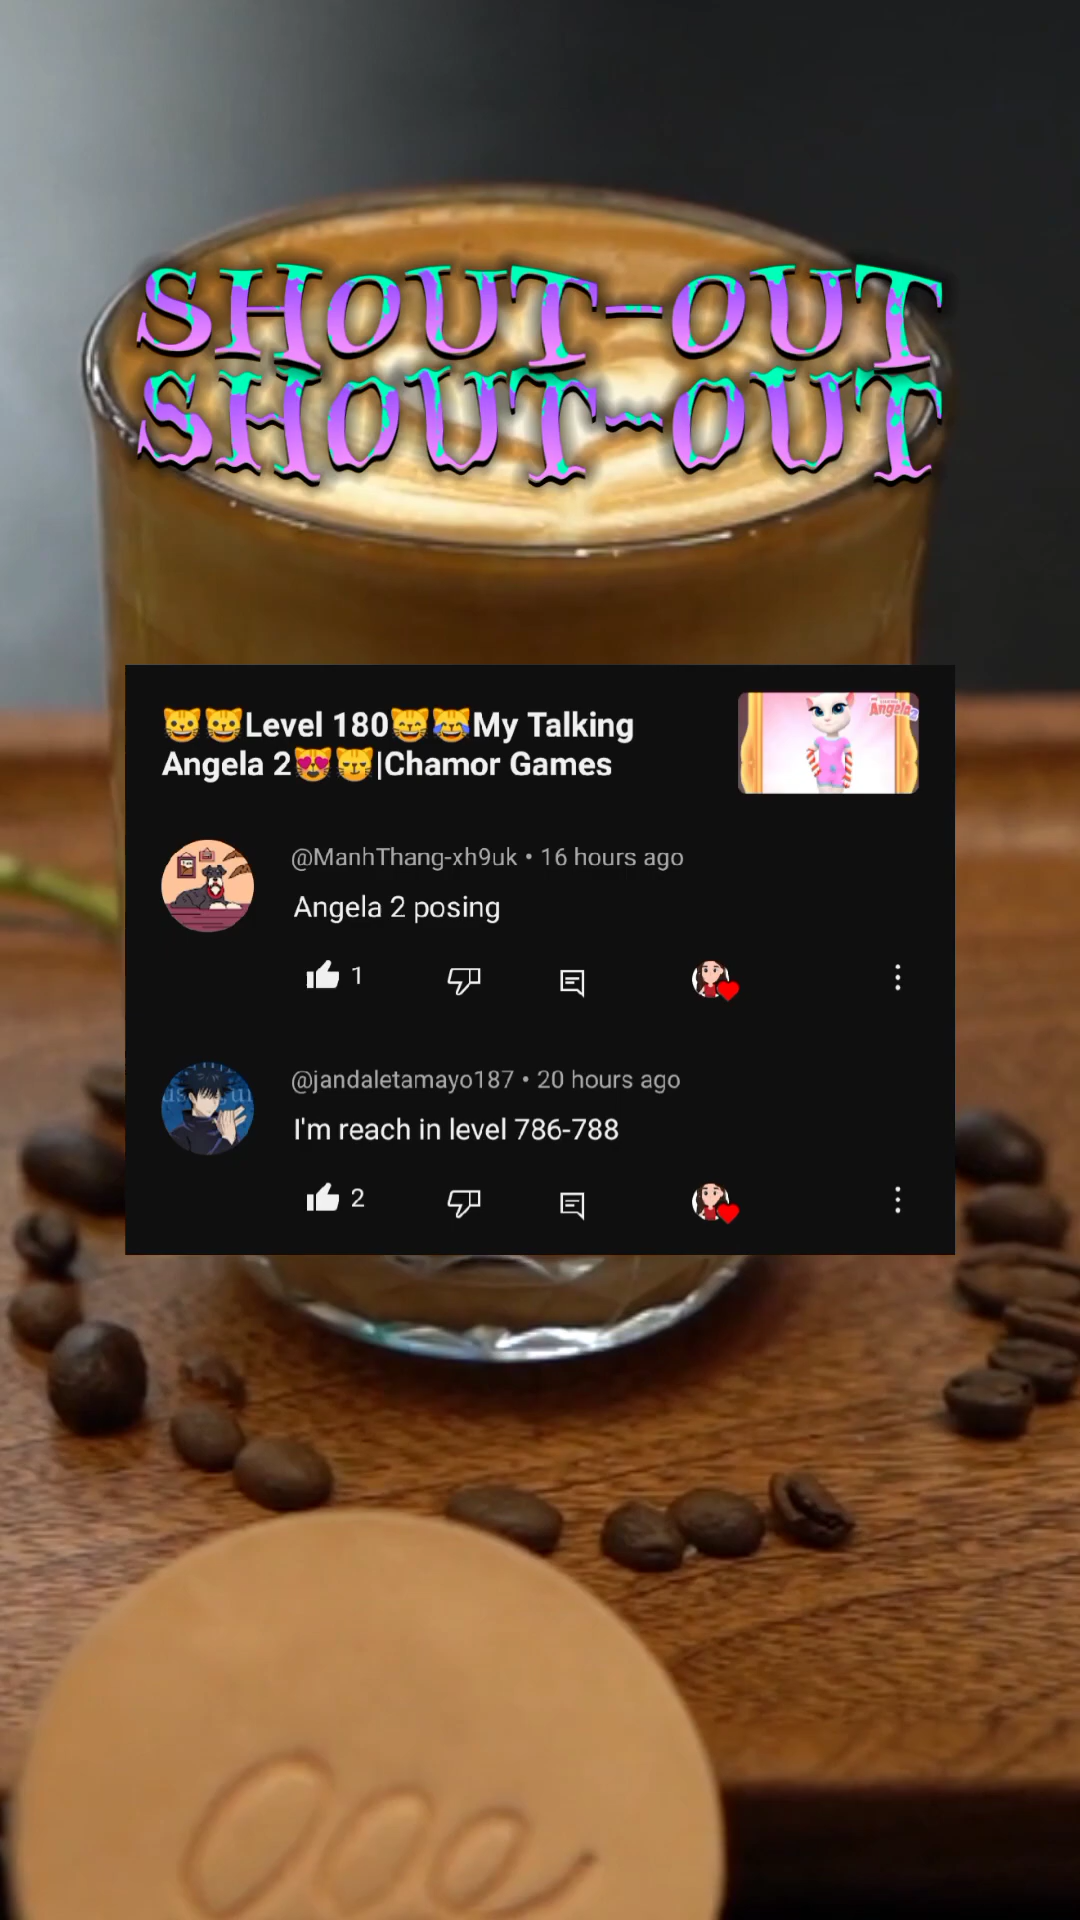 SHOUT-OUT
SHOUT-OUT
😺😺Level 180😸😹My Talking
Angela 2😻😼|Chamor Games
Angela 2
@ManhThang-xh9uk • 16 hours ago
Angela 2 posing
1
@jandaletamayo187 • 20 hours ago
I'm reach in level 786-788
2